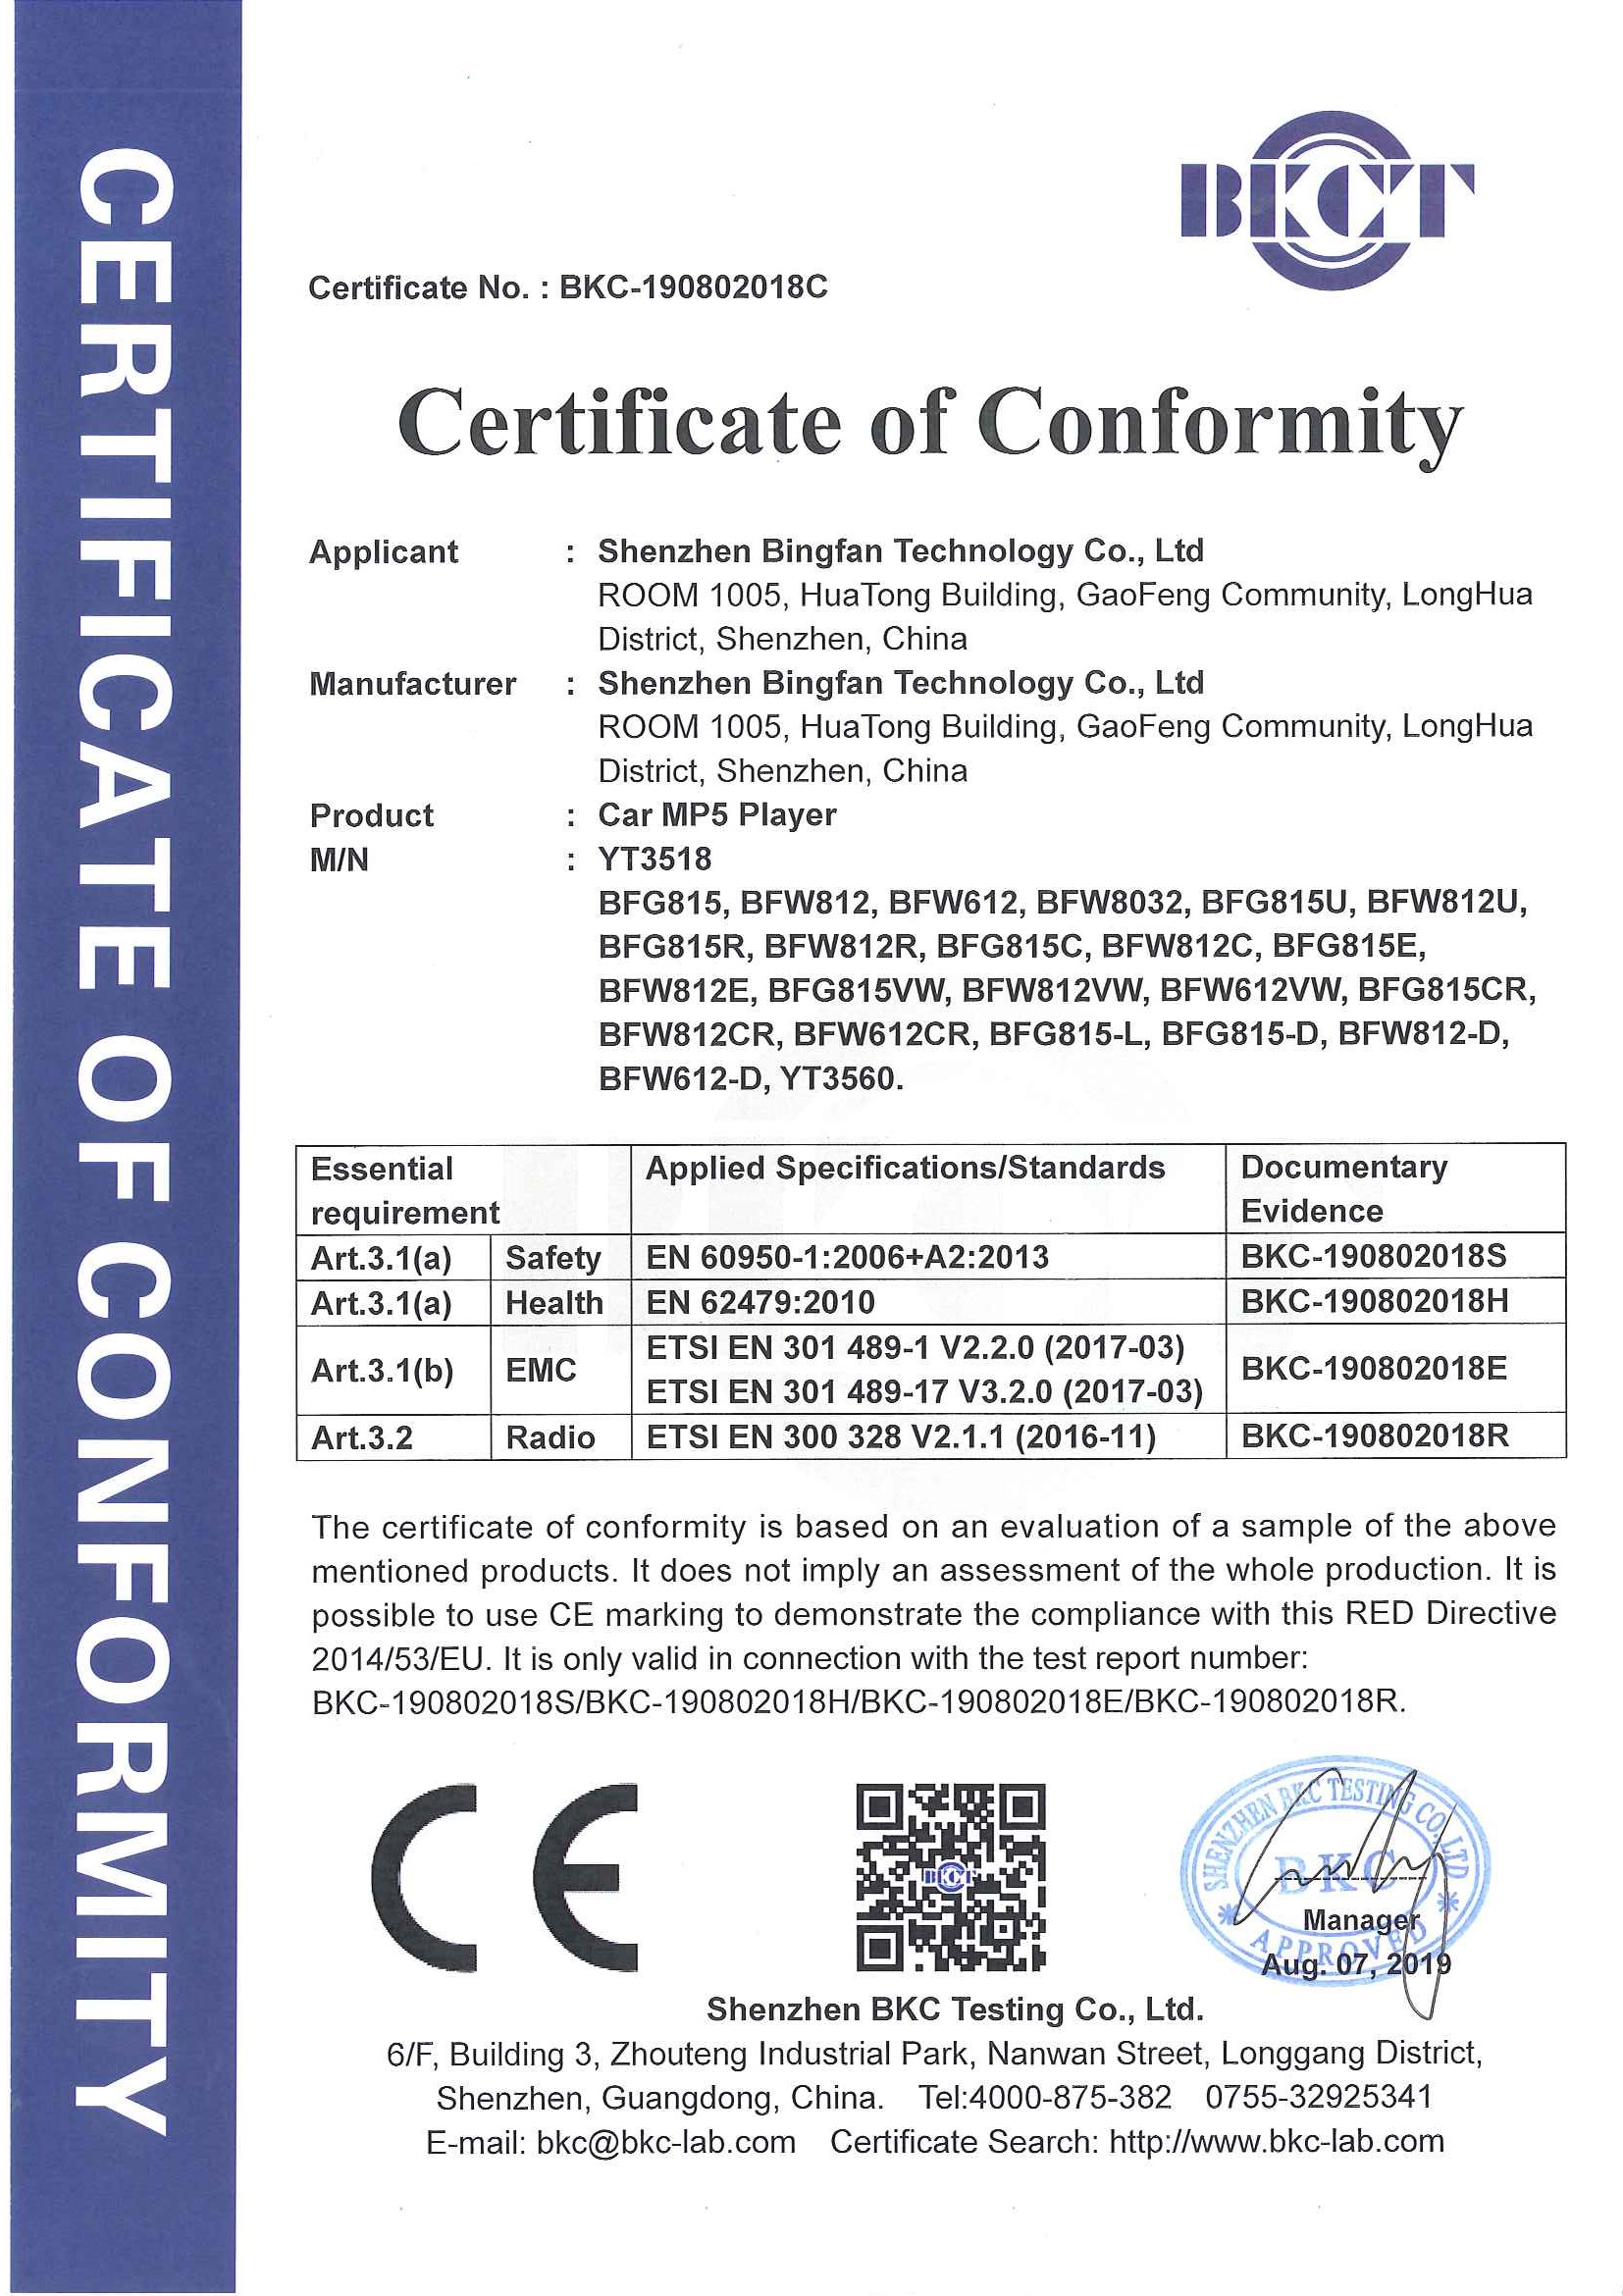 CERTIFICATE OF CONFORMITY
BKCT
Certificate No. : BKC-190802018C
Certificate of Conformity
Applicant : Shenzhen Bingfan Technology Co., Ltd
ROOM 1005, HuaTong Building, GaoFeng Community, LongHua
District, Shenzhen, China
Manufacturer : Shenzhen Bingfan Technology Co., Ltd
ROOM 1005, HuaTong Building, GaoFeng Community, LongHua
District, Shenzhen, China
Product : Car MP5 Player
M/N : YT3518
BFG815, BFW812, BFW612, BFW8032, BFG815U, BFW812U,
BFG815R, BFW812R, BFG815C, BFW812C, BFG815E,
BFW812E, BFG815VW, BFW812VW, BFW612VW, BFG815CR,
BFW812CR, BFW612CR, BFG815-L, BFG815-D, BFW812-D,
BFW612-D, YT3560.
Essential requirement Applied Specifications/Standards Documentary Evidence
Art.3.1(a) Safety EN 60950-1:2006+A2:2013 BKC-190802018S
Art.3.1(a) Health EN 62479:2010 BKC-190802018H
Art.3.1(b) EMC ETSI EN 301 489-1 V2.2.0 (2017-03) BKC-190802018E
ETSI EN 301 489-17 V3.2.0 (2017-03)
Art.3.2 Radio ETSI EN 300 328 V2.1.1 (2016-11) BKC-190802018R
The certificate of conformity is based on an evaluation of a sample of the above
mentioned products. It does not imply an assessment of the whole production. It is
possible to use CE marking to demonstrate the compliance with this RED Directive
2014/53/EU. It is only valid in connection with the test report number:
BKC-190802018S/BKC-190802018H/BKC-190802018E/BKC-190802018R.
CE
BKCT
SHENZHEN BKC TESTING CO., LTD
BKC
APPROVED
Manager
Aug. 07, 2019
Shenzhen BKC Testing Co., Ltd.
6/F, Building 3, Zhouteng Industrial Park, Nanwan Street, Longgang District,
Shenzhen, Guangdong, China. Tel:4000-875-382 0755-32925341
E-mail: bkc@bkc-lab.com Certificate Search: http://www.bkc-lab.com